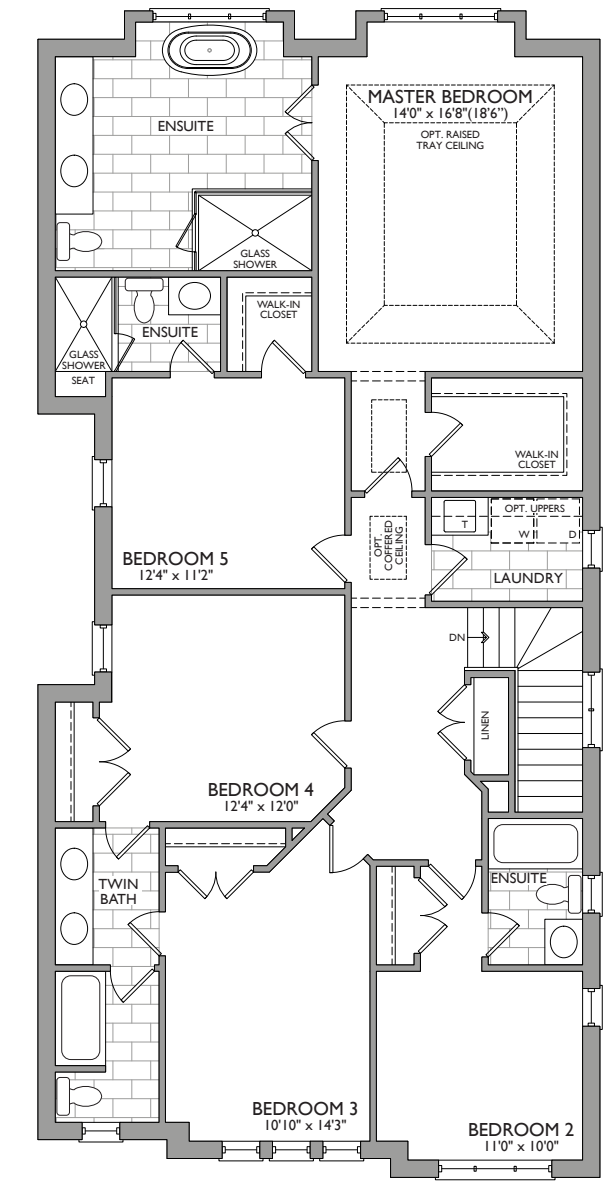 MASTER BEDROOM
14'0" x 16'8"(18'6")
OPT. RAISED
TRAY CEILING
ENSUITE
GLASS
SHOWER
ENSUITE
WALK-IN
CLOSET
GLASS
SHOWER
SEAT
WALK-IN
CLOSET
OPT. UPPERS
T
W
D
LAUNDRY
OPT.
COFFERED
CEILING
BEDROOM 5
12'4" x 11'2"
DN
LINEN
BEDROOM 4
12'4" x 12'0"
TWIN
BATH
ENSUITE
BEDROOM 3
10'10" x 14'3"
BEDROOM 2
11'0" x 10'0"